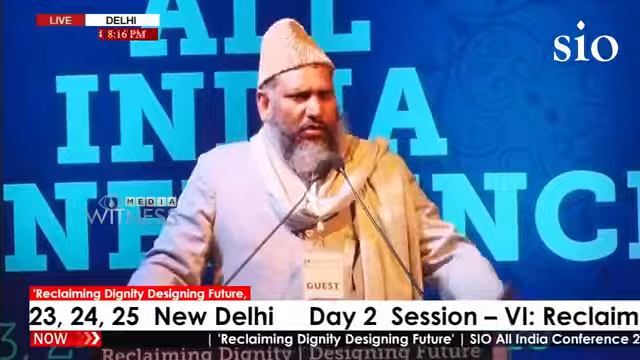 LIVE
DELHI
8:16 PM
sio
ALL
INDIA
MEDIA
WITNESS
GUEST
'Reclaiming Dignity Designing Future,
23, 24, 25 New Delhi Day 2 Session – VI: Reclaim
NOW
| 'Reclaiming Dignity Designing Future' | SIO All India Conference
Reclaiming Dignity | Designing Future